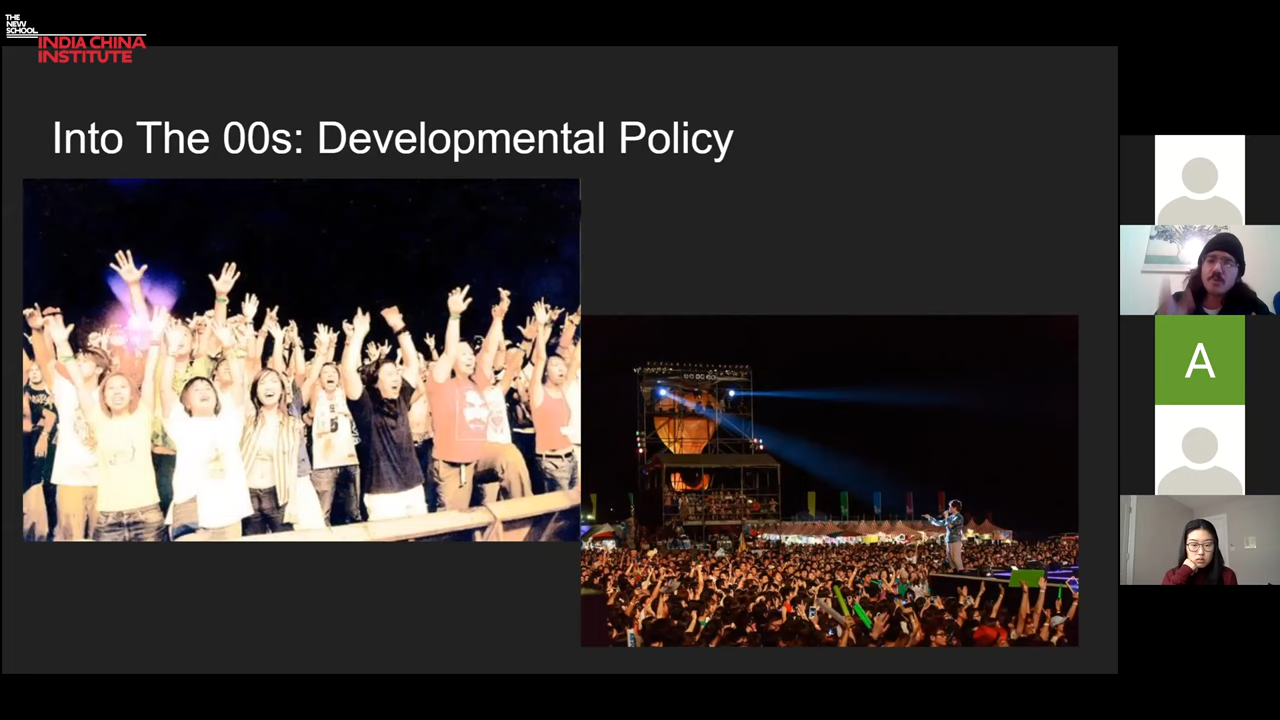 THE
NEW
SCHOOL
INDIA CHINA
INSTITUTE
Into The 00s: Developmental Policy
A